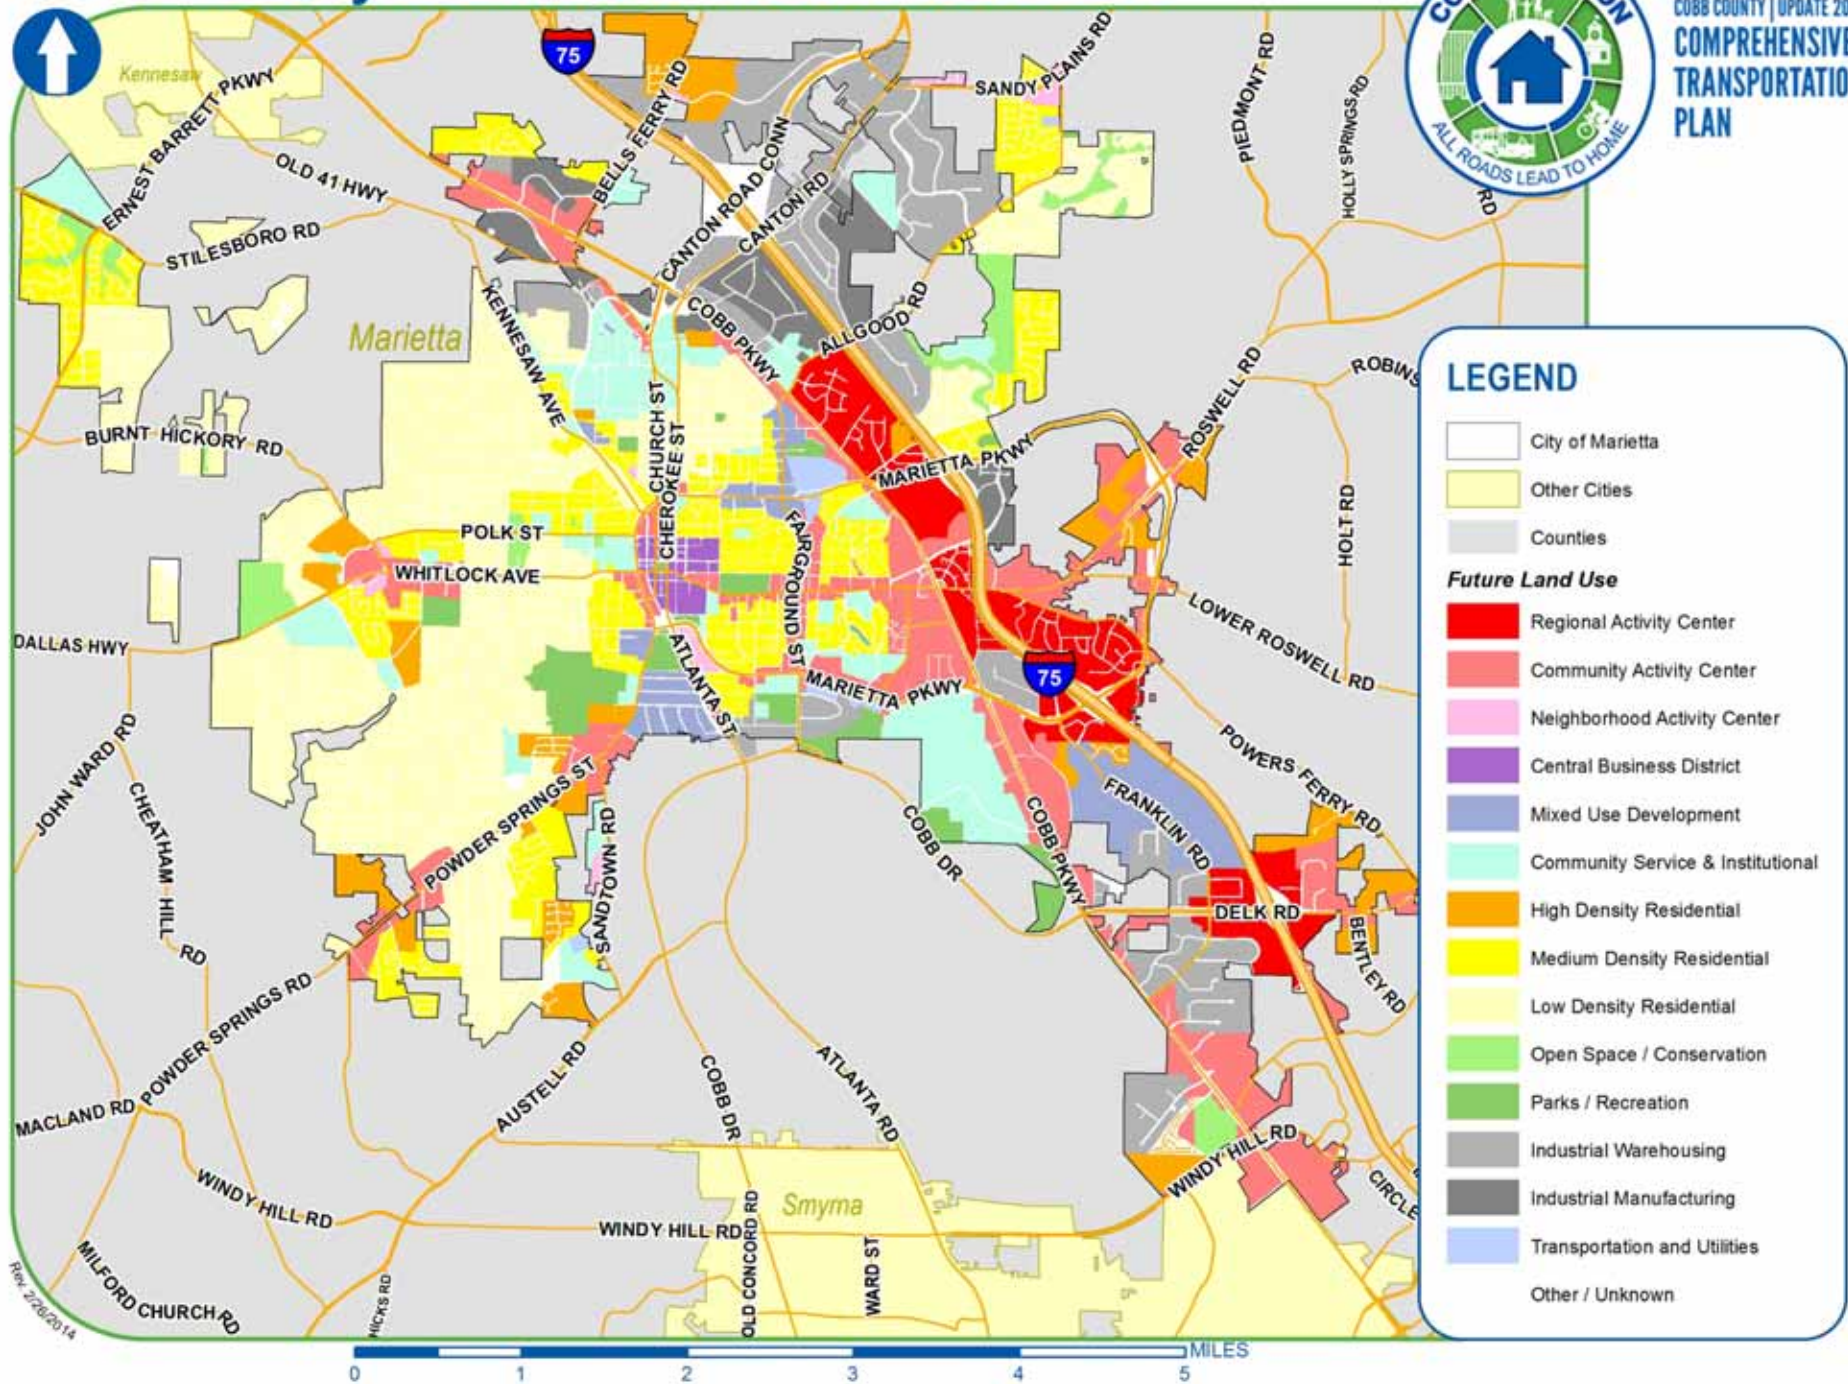 COBB COUNTY | UPDATE
COMPREHENSIVE
TRANSPORTATIO
PLAN
ALL ROADS LEAD TO HOME
Kennesaw
75
SANDY PLAINS RD
PIEDMONT RD
HOLLY SPRINGS RD
RD
ERNEST BARRETT PKWY
OLD 41 HWY
BELLS FERRY RD
CANTON ROAD CONN
CANTON RD
STILESBORO RD
Marietta
KENNESAW AVE
COBB PKWY
ALLGOOD RD
CHURCH ST
CHEROKEE ST
ROSWELL RD
ROBINS
BURNT HICKORY RD
MARIETTA PKWY
HOLT RD
POLK ST
WHITLOCK AVE
FAIRGROUND ST
LOWER ROSWELL RD
DALLAS HWY
ATLANTA ST
MARIETTA PKWY
75
JOHN WARD RD
CHEATHAM HILL RD
POWDER SPRINGS ST
SANDTOWN RD
COBB DR
COBB PKWY
FRANKLIN RD
POWERS FERRY RD
DELK RD
BENTLEY RD
POWDER SPRINGS RD
MACLAND RD
AUSTELL RD
COBB DR
ATLANTA RD
WINDY HILL RD
CIRCLE
WINDY HILL RD
WINDY HILL RD
Smyrna
OLD CONCORD RD
WARD ST
MILFORD CHURCH RD
HICKS RD
Rev. 2/26/2014
LEGEND
City of Marietta
Other Cities
Counties
Future Land Use
Regional Activity Center
Community Activity Center
Neighborhood Activity Center
Central Business District
Mixed Use Development
Community Service & Institutional
High Density Residential
Medium Density Residential
Low Density Residential
Open Space / Conservation
Parks / Recreation
Industrial Warehousing
Industrial Manufacturing
Transportation and Utilities
Other / Unknown
MILES
0 1 2 3 4 5